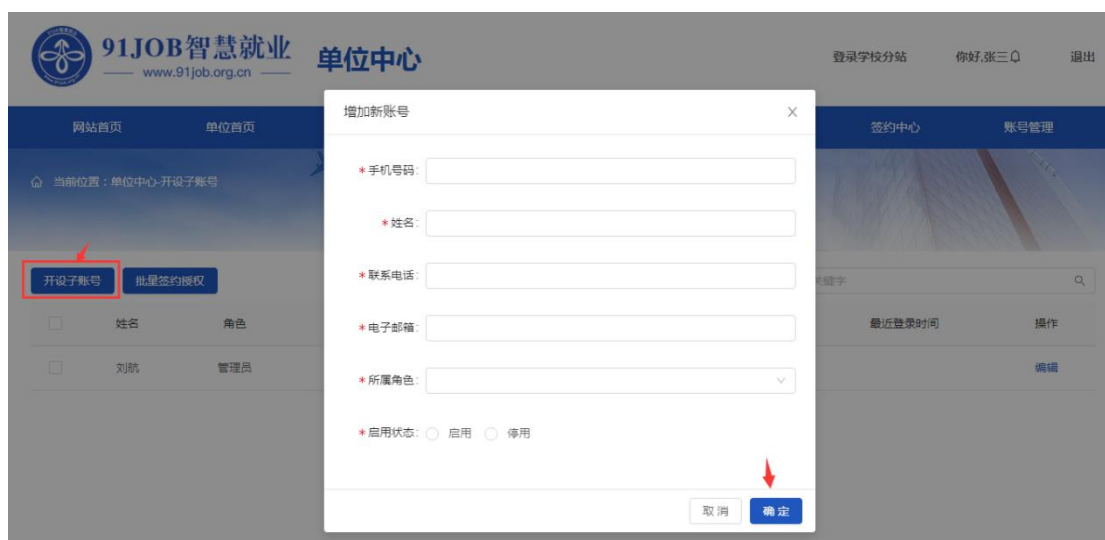 91JOB智慧就业
www.91job.org.cn
单位中心
登录学校分站
你好,张三
退出
网站首页
单位首页
签约中心
账号管理
当前位置：单位中心-开设子账号
开设子账号
批量签约授权
关键字
姓名
角色
最近登录时间
操作
刘航
管理员
编辑
增加新账号
*手机号码:
*姓名:
*联系电话:
*电子邮箱:
*所属角色:
*启用状态: 启用 停用
取消
确定